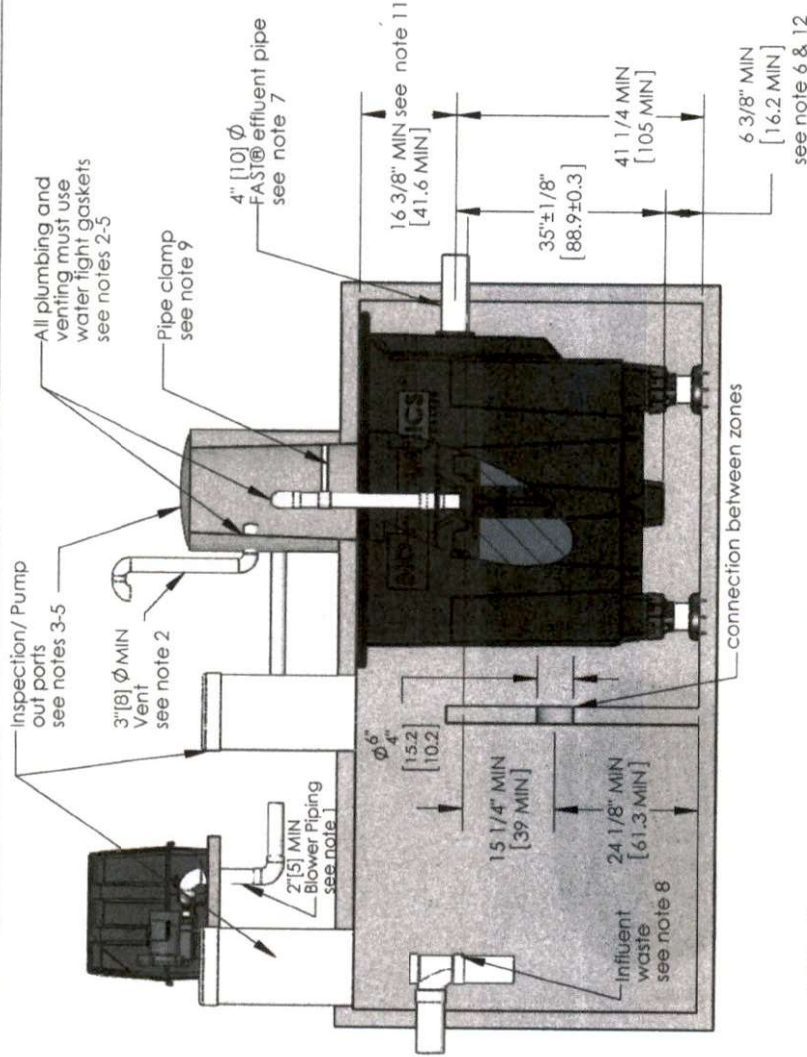 Inspection/ Pump
out ports
see notes 3-5
3"[8] Ø MIN
Vent
see note 2
All plumbing and
venting must use
water tight gaskets
see notes 2-5
Pipe clamp
see note 9
4" [10] Ø
FAST® effluent pipe
see note 7
16 3/8" MIN see note 11
[41.6 MIN]
41 1/4 MIN
[105 MIN]
35"±1/8"
[88.9±0.3]
6 3/8" MIN
[16.2 MIN]
see note 6 & 12
2"[5] MIN
Blower Piping
see note
Ø 6"
4"
[15.2
10.2]
15 1/4" MIN
[39 MIN]
24 1/8" MIN
[61.3 MIN]
Influent
waste
see note 8
connection between zones